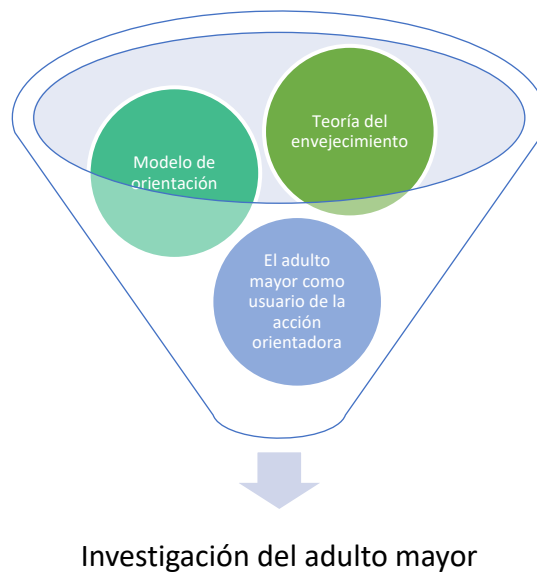 Teoría del
envejecimiento
Modelo de
orientación
El adulto
mayor como
usuario de la
acción
orientadora
Investigación del adulto mayor